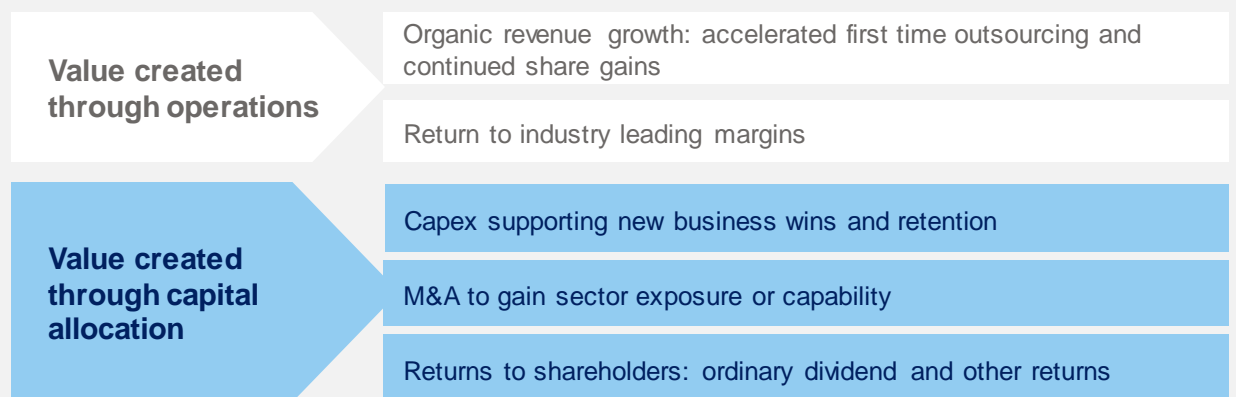 Value created
through operations
Organic revenue growth: accelerated first time outsourcing and
continued share gains
Return to industry leading margins
Value created
through capital
allocation
Capex supporting new business wins and retention
M&A to gain sector exposure or capability
Returns to shareholders: ordinary dividend and other returns